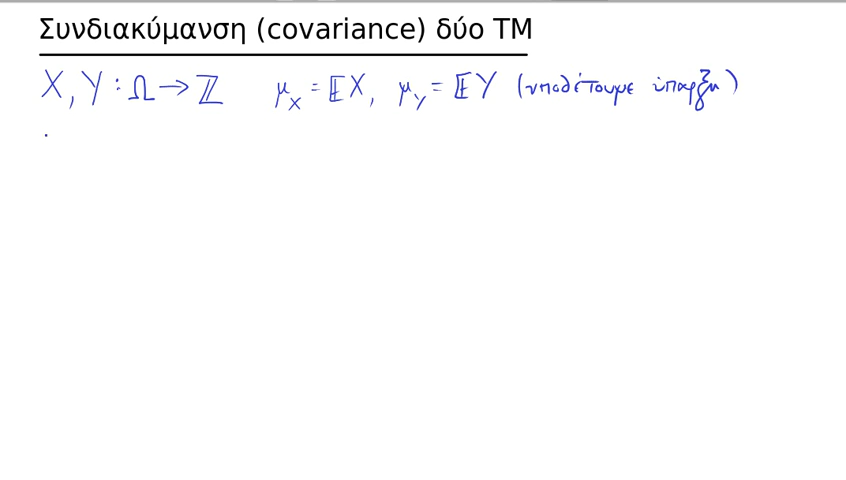 Συνδιακύμανση (covariance) δύο ΤΜ
X, Y : Ω → ℤ μ_X = 𝔼X, μ_Y = 𝔼Y (υποθέτουμε ύπαρξη)